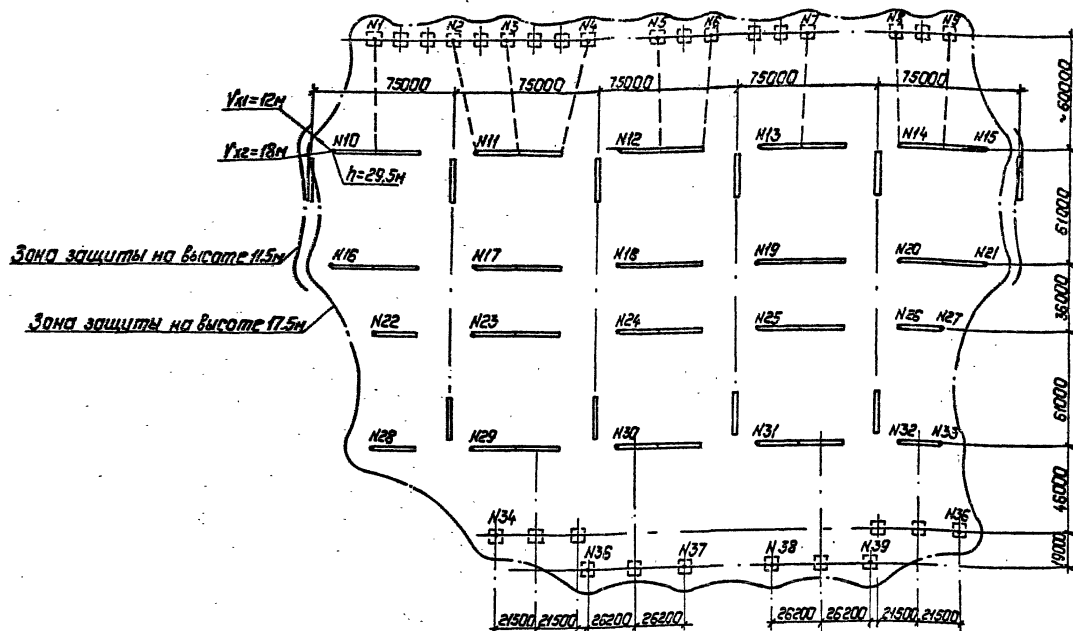 N1 N2 N3 N4 N5 N6 N7 N8 N9
75000 75000 75000 75000 75000
~60000
Vx1=12м
Vx2=18м
h=29,5м
N10 N11 N12 N13 N14 N15
61000
Зона защиты на высоте 11.5м
N16 N17 N18 N19 N20 N21
36000
Зона защиты на высоте 17.5м
N22 N23 N24 N25 N26 N27
61000
N28 N29 N30 N31 N32 N33
46000
N34 N36
N36 N37 N38 N39
19000
21500 21500 26200 26200 26200 26200 21500 21500